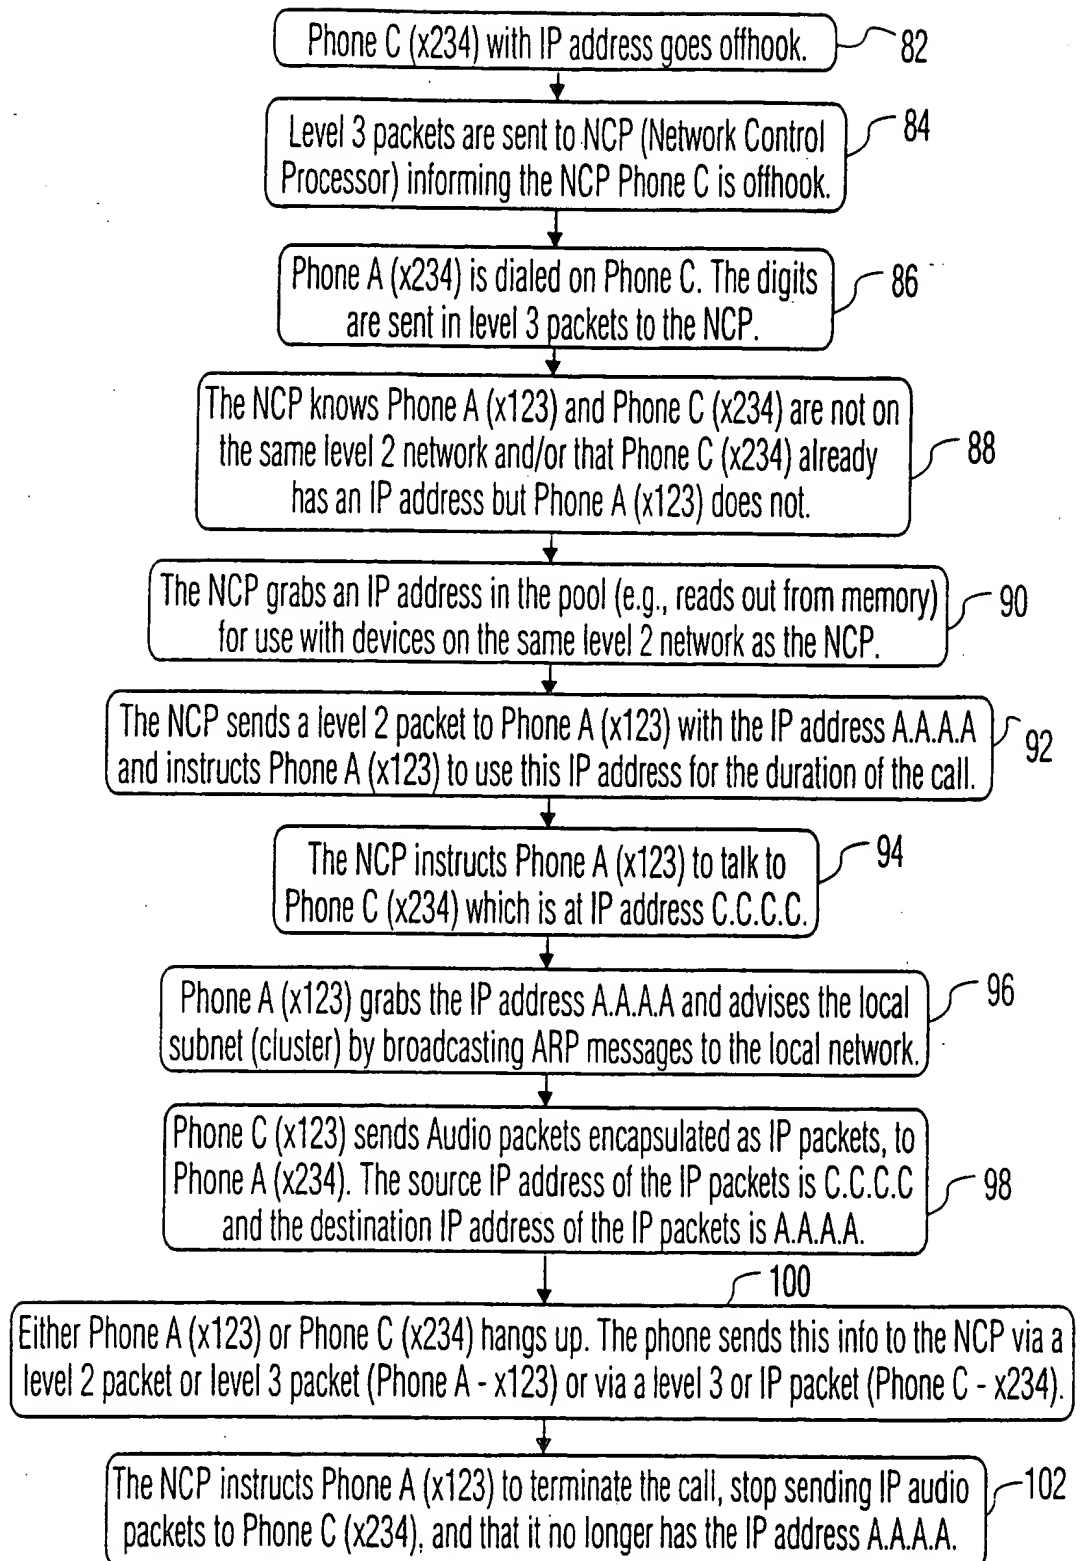 Phone C (x234) with IP address goes offhook.
82
Level 3 packets are sent to NCP (Network Control
Processor) informing the NCP Phone C is offhook.
84
Phone A (x234) is dialed on Phone C. The digits
are sent in level 3 packets to the NCP.
86
The NCP knows Phone A (x123) and Phone C (x234) are not on
the same level 2 network and/or that Phone C (x234) already
has an IP address but Phone A (x123) does not.
88
The NCP grabs an IP address in the pool (e.g., reads out from memory)
for use with devices on the same level 2 network as the NCP.
90
The NCP sends a level 2 packet to Phone A (x123) with the IP address A.A.A.A
and instructs Phone A (x123) to use this IP address for the duration of the call.
92
The NCP instructs Phone A (x123) to talk to
Phone C (x234) which is at IP address C.C.C.C.
94
Phone A (x123) grabs the IP address A.A.A.A and advises the local
subnet (cluster) by broadcasting ARP messages to the local network.
96
Phone C (x123) sends Audio packets encapsulated as IP packets, to
Phone A (x234). The source IP address of the IP packets is C.C.C.C
and the destination IP address of the IP packets is A.A.A.A.
98
100
Either Phone A (x123) or Phone C (x234) hangs up. The phone sends this info to the NCP via a
level 2 packet or level 3 packet (Phone A - x123) or via a level 3 or IP packet (Phone C - x234).
The NCP instructs Phone A (x123) to terminate the call, stop sending IP audio
packets to Phone C (x234), and that it no longer has the IP address A.A.A.A.
102